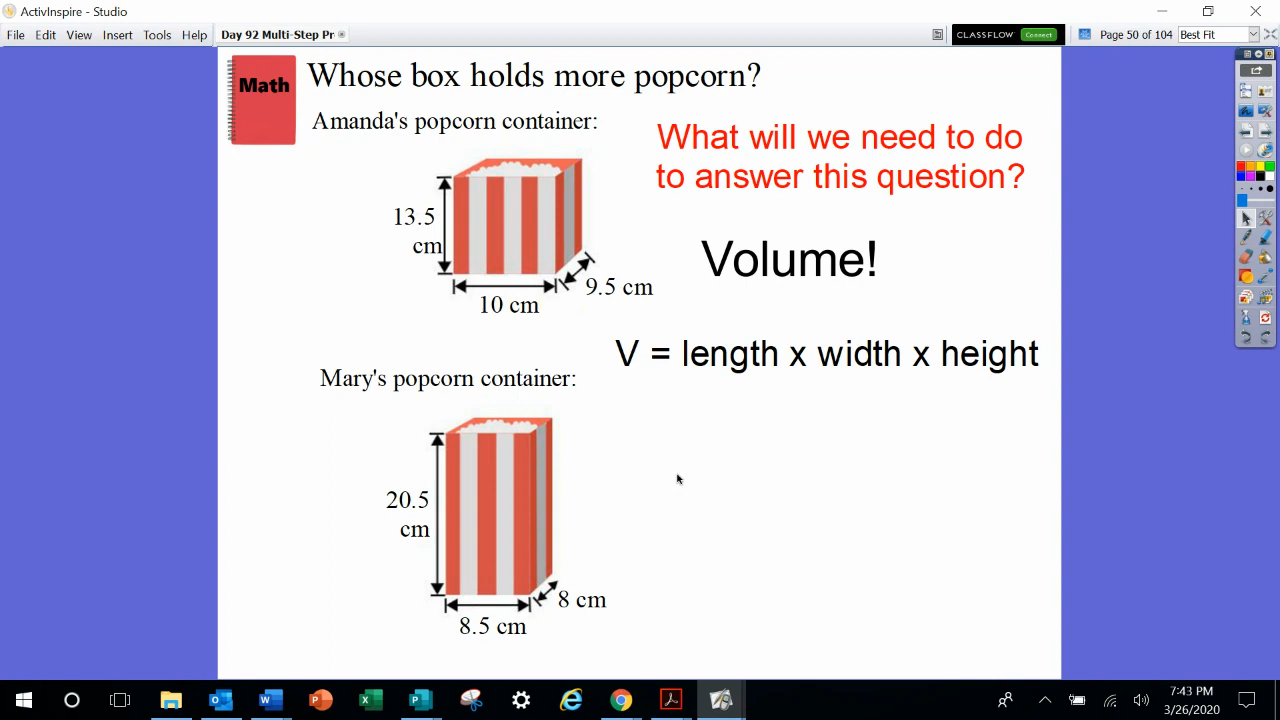 ActivInspire - Studio
File Edit View Insert Tools Help
Day 92 Multi-Step Pr
CLASSFLOW Connect
Page 50 of 104
Best Fit
Math
Whose box holds more popcorn?
Amanda's popcorn container:
What will we need to do
to answer this question?
13.5
cm
9.5 cm
10 cm
Volume!
V = length x width x height
Mary's popcorn container:
20.5
cm
8 cm
8.5 cm
7:43 PM
3/26/2020